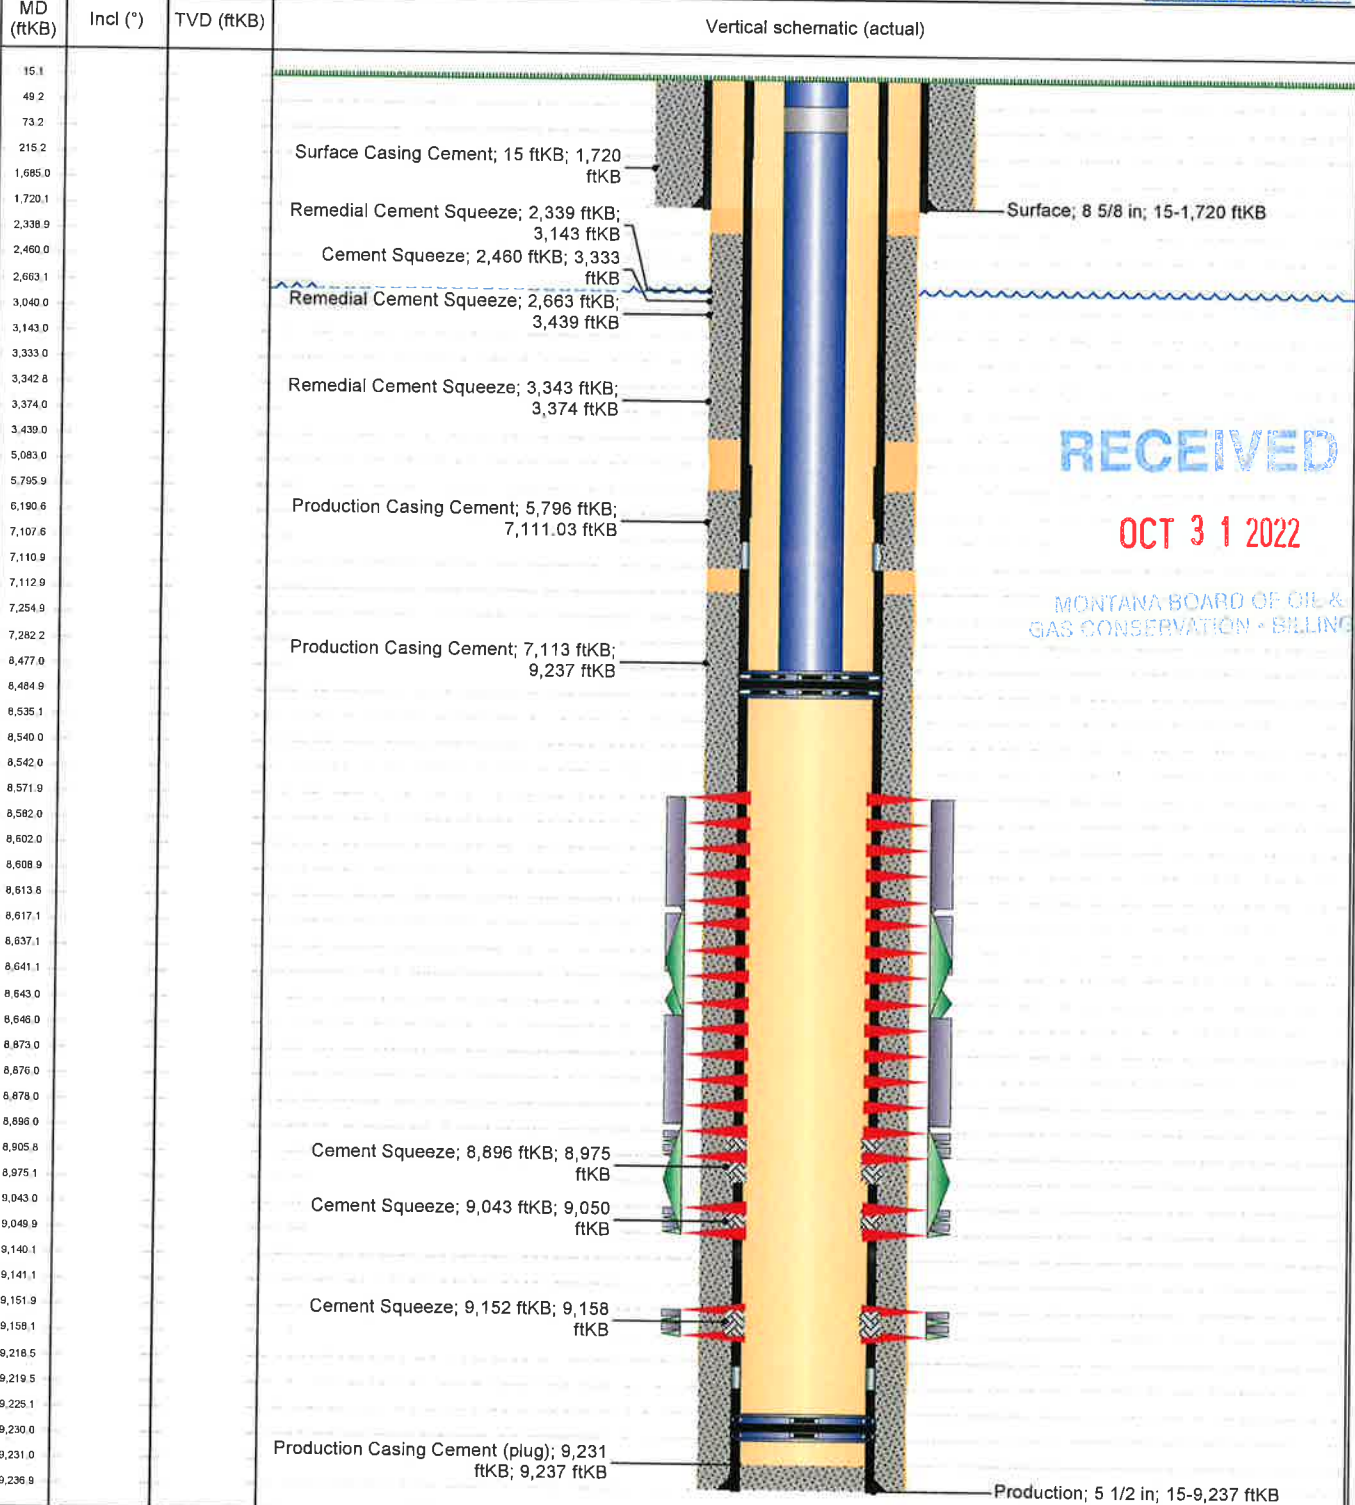 MD
(ftKB)
Incl (°)
TVD (ftKB)
Vertical schematic (actual)
15.1
49.2
73.2
215.2
1,685.0
1,720.1
2,338.9
2,460.0
2,663.1
3,040.0
3,143.0
3,333.0
3,342.8
3,374.0
3,439.0
5,083.0
5,795.9
6,190.6
7,107.6
7,110.9
7,112.9
7,254.9
7,282.2
8,477.0
8,484.9
8,535.1
8,540.0
8,542.0
8,571.9
8,582.0
8,602.0
8,608.9
8,613.8
8,617.1
8,637.1
8,641.1
8,643.0
8,646.0
8,873.0
8,876.0
8,878.0
8,896.0
8,905.8
8,975.1
9,043.0
9,049.9
9,140.1
9,141.1
9,151.9
9,158.1
9,218.5
9,219.5
9,225.1
9,230.0
9,231.0
9,236.9
Surface Casing Cement; 15 ftKB; 1,720
ftKB
Remedial Cement Squeeze; 2,339 ftKB;
3,143 ftKB
Cement Squeeze; 2,460 ftKB; 3,333
ftKB
Remedial Cement Squeeze; 2,663 ftKB;
3,439 ftKB
Remedial Cement Squeeze; 3,343 ftKB;
3,374 ftKB
Production Casing Cement; 5,796 ftKB;
7,111.03 ftKB
Production Casing Cement; 7,113 ftKB;
9,237 ftKB
Cement Squeeze; 8,896 ftKB; 8,975
ftKB
Cement Squeeze; 9,043 ftKB; 9,050
ftKB
Cement Squeeze; 9,152 ftKB; 9,158
ftKB
Production Casing Cement (plug); 9,231
ftKB; 9,237 ftKB
Surface; 8 5/8 in; 15-1,720 ftKB
RECEIVED
OCT 31 2022
MONTANA BOARD OF OIL &
GAS CONSERVATION - BILLING
Production; 5 1/2 in; 15-9,237 ftKB